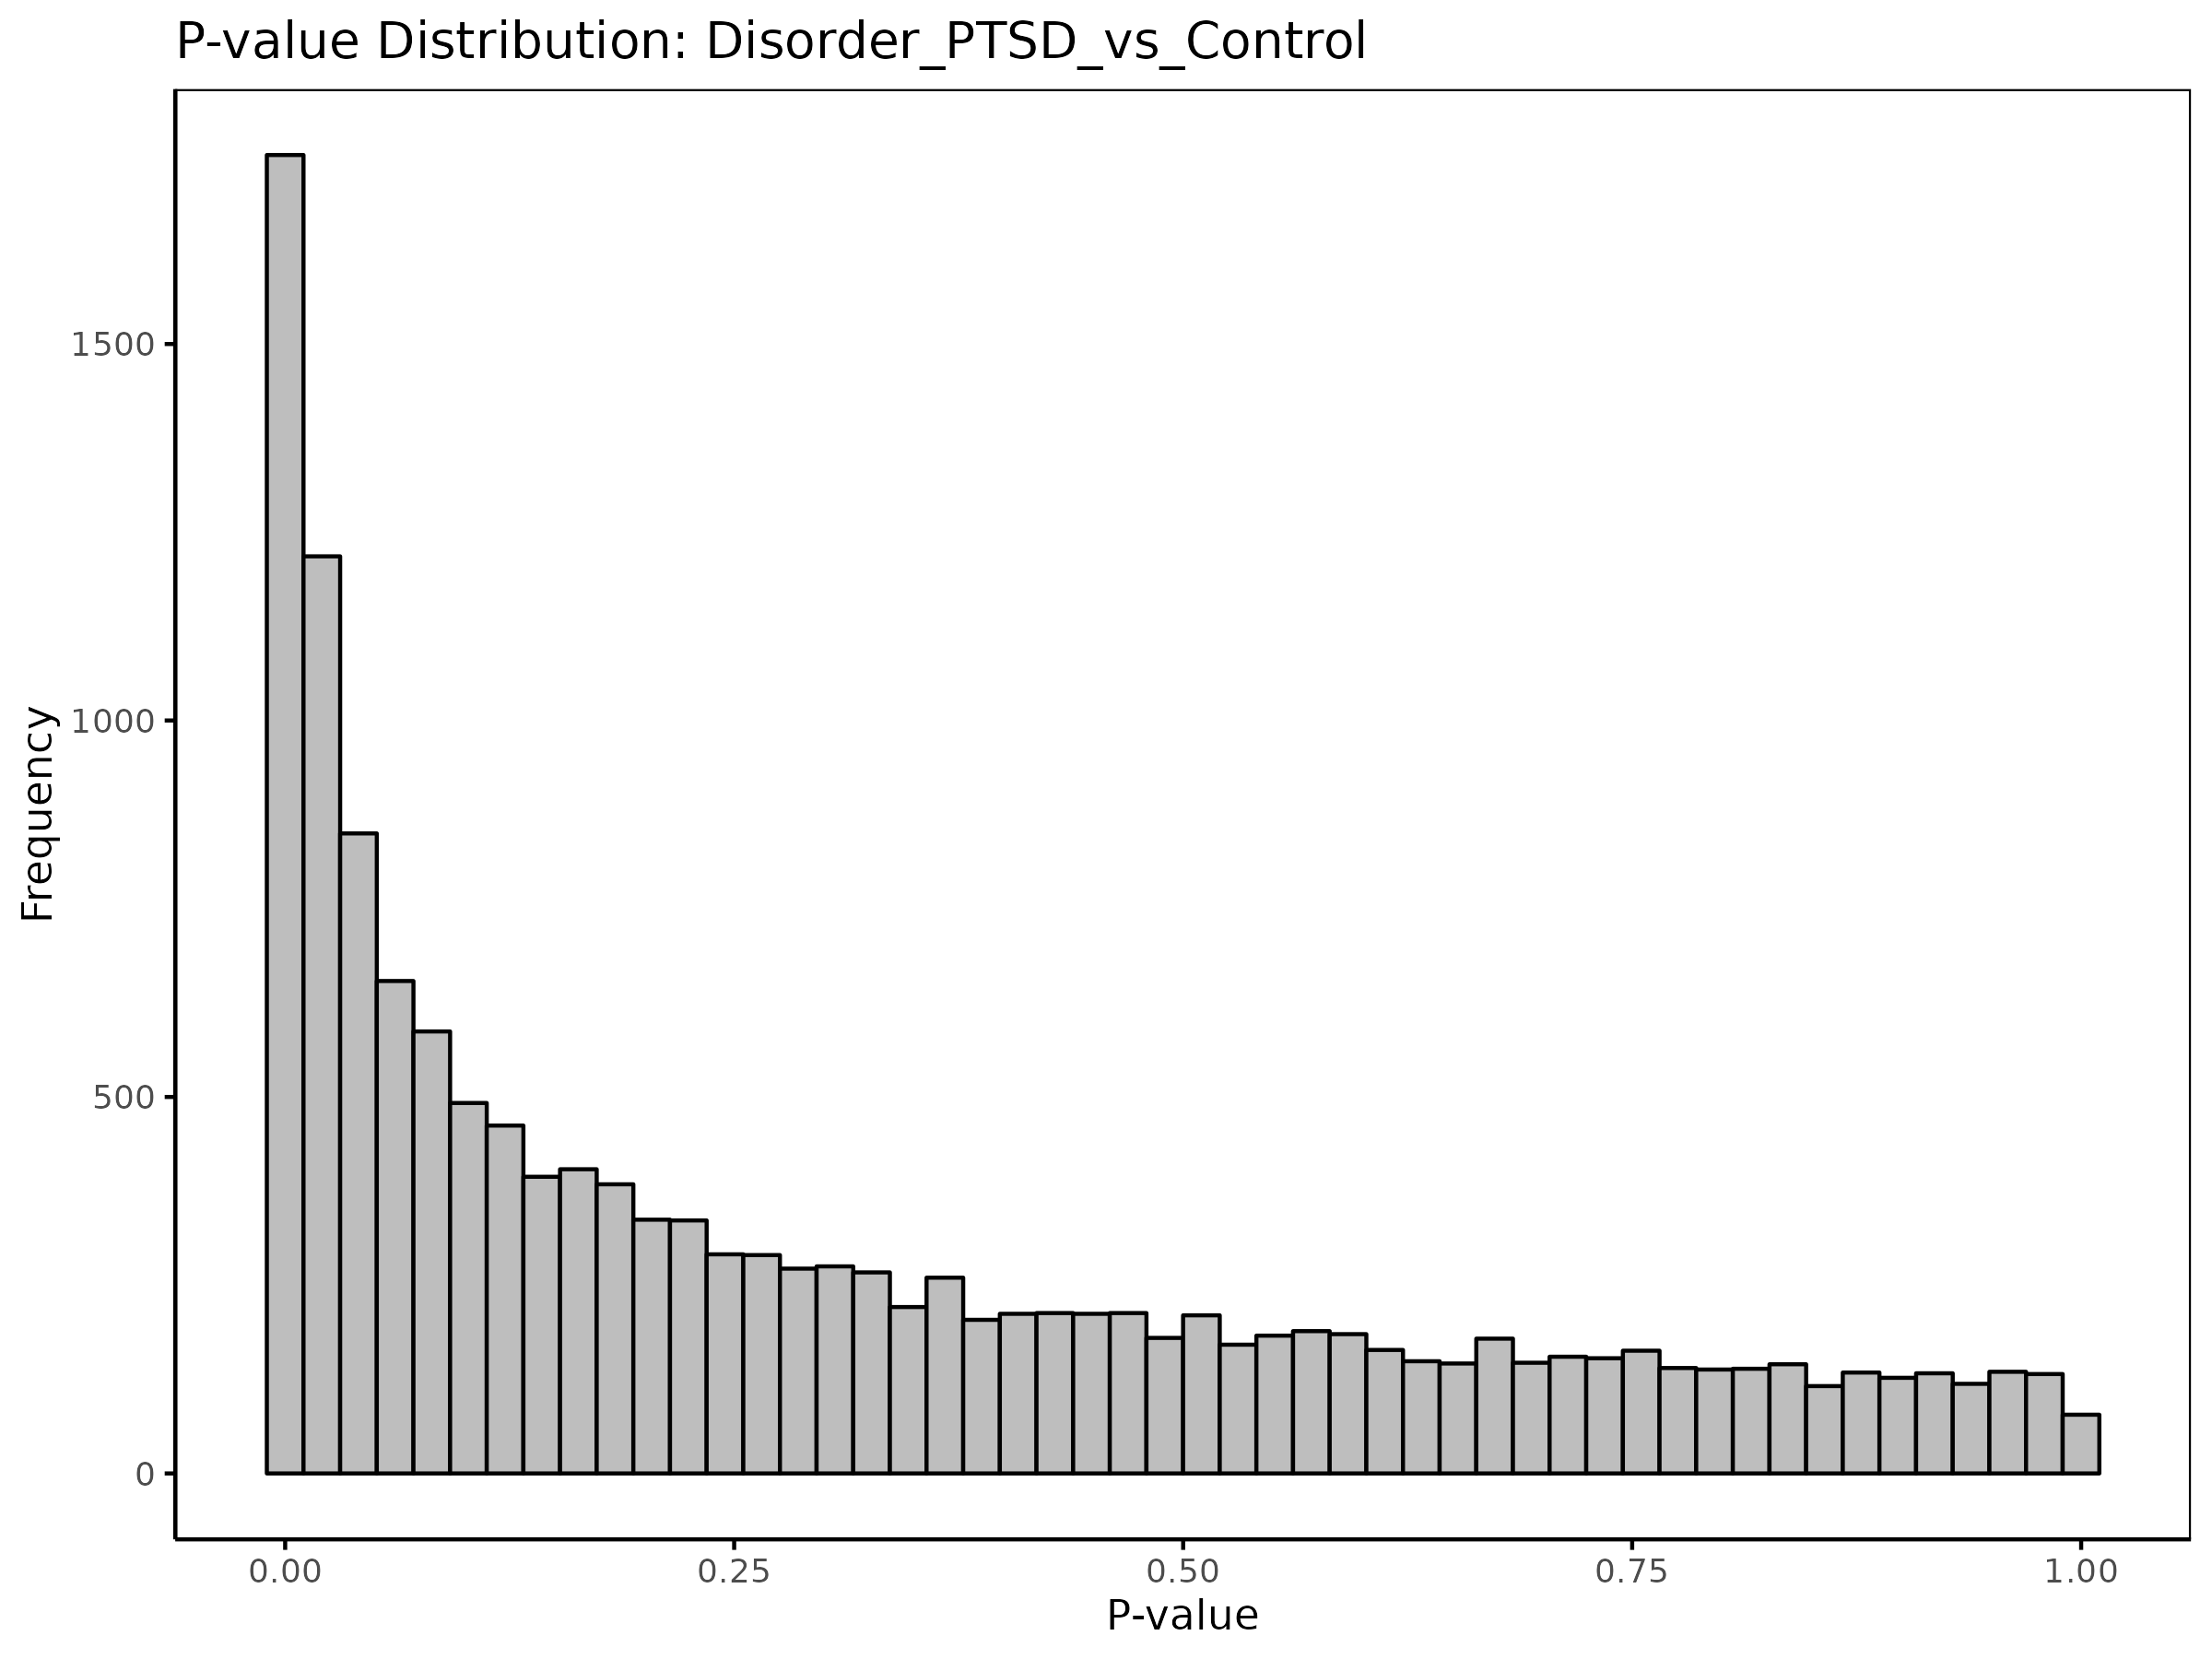 P-value Distribution: Disorder_PTSD_vs_Control
Frequency
1500
1000
500
0
0.00 0.25 0.50 0.75 1.00
P-value